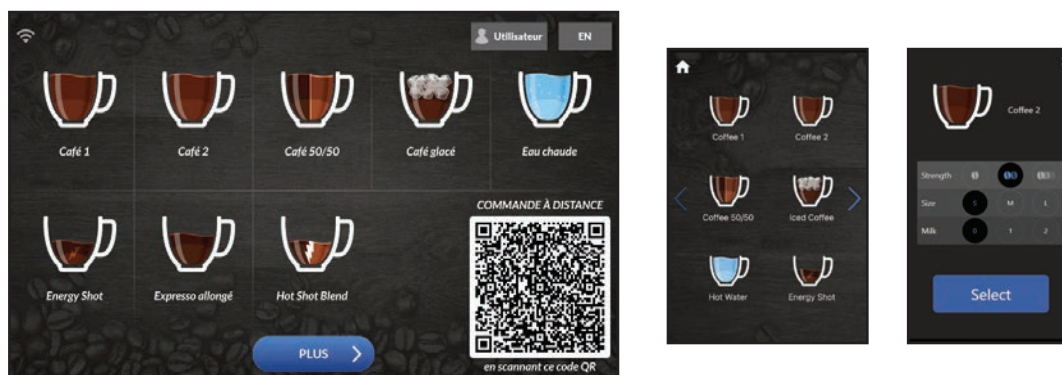 Utilisateur
EN
Café 1
Café 2
Café 50/50
Café glacé
Eau chaude
Energy Shot
Expresso allongé
Hot Shot Blend
COMMANDE À DISTANCE
en scannant ce code QR
PLUS
Coffee 1
Coffee 2
Coffee 50/50
Iced Coffee
Hot Water
Energy Shot
Coffee 2
Strength
Size S M L
Milk 0 1 2
Select